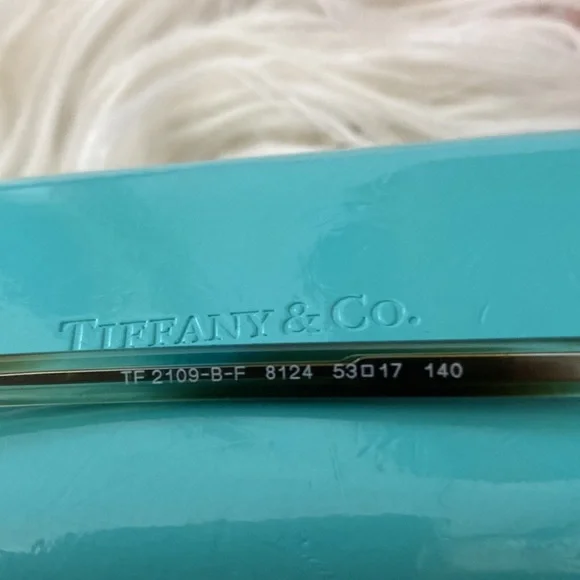 TIFFANY & CO.
TF 2109-B-F 8124 53□17 140